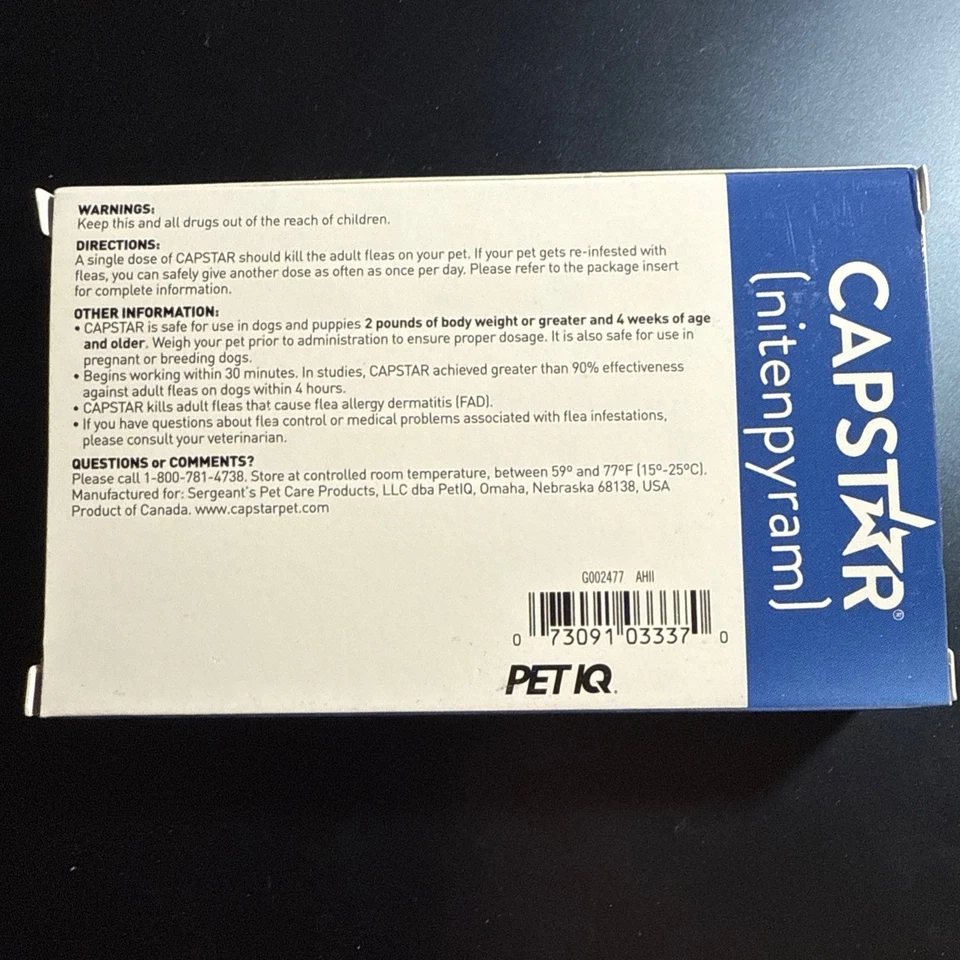 WARNINGS:
Keep this and all drugs out of the reach of children.
DIRECTIONS:
A single dose of CAPSTAR should kill the adult fleas on your pet. If your pet gets re-infested with
fleas, you can safely give another dose as often as once per day. Please refer to the package insert
for complete information.
OTHER INFORMATION:
• CAPSTAR is safe for use in dogs and puppies 2 pounds of body weight or greater and 4 weeks of age
and older. Weigh your pet prior to administration to ensure proper dosage. It is also safe for use in
pregnant or breeding dogs.
• Begins working within 30 minutes. In studies, CAPSTAR achieved greater than 90% effectiveness
against adult fleas on dogs within 4 hours.
• CAPSTAR kills adult fleas that cause flea allergy dermatitis (FAD).
• If you have questions about flea control or medical problems associated with flea infestations,
please consult your veterinarian.
QUESTIONS or COMMENTS?
Please call 1-800-781-4738. Store at controlled room temperature, between 59º and 77ºF (15º-25ºC).
Manufactured for: Sergeant's Pet Care Products, LLC dba PetIQ, Omaha, Nebraska 68138, USA
Product of Canada. www.capstarpet.com
G002477 AHII
0 73091 03337 0
PET IQ.
CAPSTAR®
(nitenpyram)